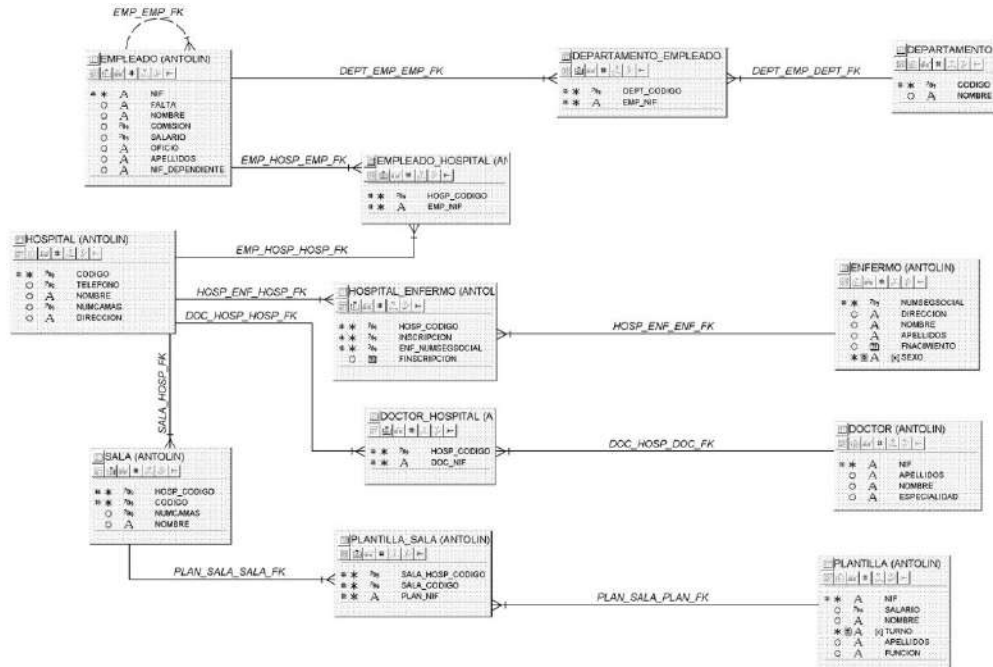 EMP_EMP_FK
EMPLEADO (ANTOLIN)
NIF
FALTA
NOMBRE
COMISION
SALARIO
OFICIO
APELLIDOS
NIF_DEPENDIENTE
DEPT_EMP_EMP_FK
DEPARTAMENTO_EMPLEADO
DEPT_CODIGO
EMP_NIF
DEPT_EMP_DEPT_FK
DEPARTAMENTO
CODIGO
NOMBRE
EMP_HOSP_EMP_FK
EMPLEADO_HOSPITAL (AN
HOSP_CODIGO
EMP_NIF
EMP_HOSP_HOSP_FK
HOSPITAL (ANTOLIN)
CODIGO
TELEFONO
NOMBRE
NUMCAMAS
DIRECCION
HOSP_ENF_HOSP_FK
HOSPITAL_ENFERMO (ANTOL
HOSP_CODIGO
INSCRIPCION
ENF_NUMSEGSOCIAL
FINSCRIPCION
HOSP_ENF_ENF_FK
ENFERMO (ANTOLIN)
NUMSEGSOCIAL
DIRECCION
NOMBRE
APELLIDOS
FNACIMIENTO
SEXO
DOC_HOSP_HOSP_FK
DOCTOR_HOSPITAL (A
HOSP_CODIGO
DOC_NIF
DOC_HOSP_DOC_FK
DOCTOR (ANTOLIN)
NIF
APELLIDOS
NOMBRE
ESPECIALIDAD
SALA_HOSP_FK
SALA (ANTOLIN)
HOSP_CODIGO
CODIGO
NUMCAMAS
NOMBRE
PLAN_SALA_SALA_FK
PLANTILLA_SALA (ANTOLIN)
SALA_HOSP_CODIGO
SALA_CODIGO
PLAN_NIF
PLAN_SALA_PLAN_FK
PLANTILLA (ANTOLIN)
NIF
SALARIO
NOMBRE
TURNO
APELLIDOS
FUNCION